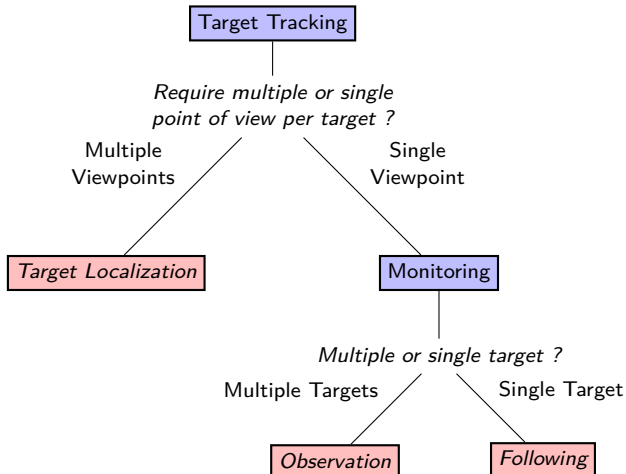 Target Tracking
Require multiple or single
point of view per target ?
Multiple
Viewpoints
Single
Viewpoint
Target Localization
Monitoring
Multiple or single target ?
Multiple Targets
Single Target
Observation
Following